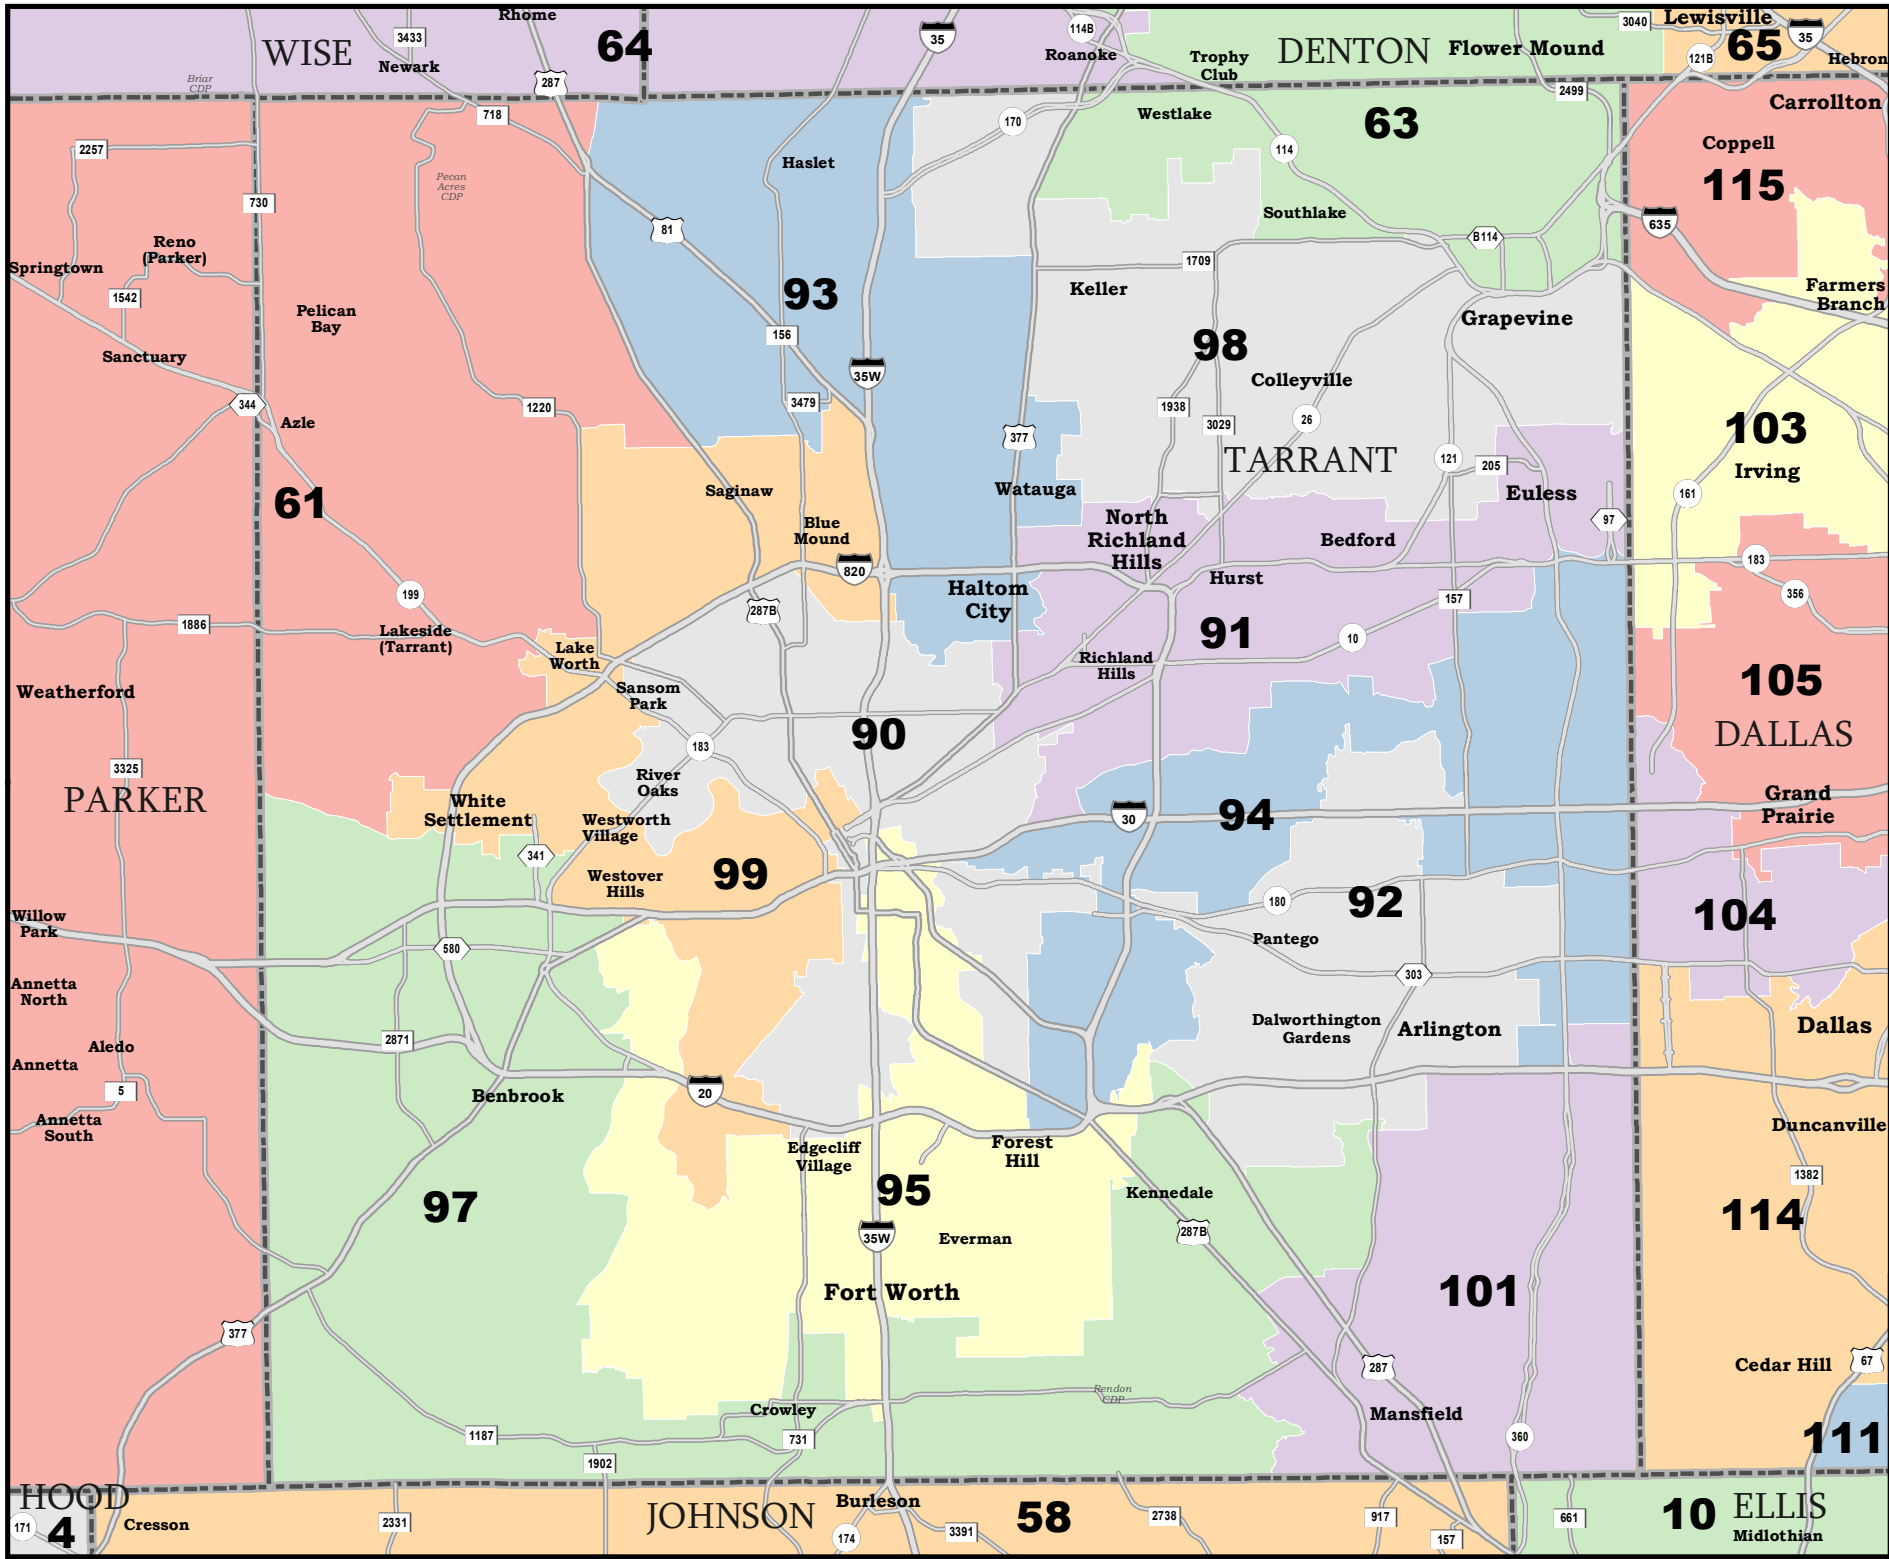 Rhome
WISE
3433
Newark
64
Briar
CDP
287
35
114B
Roanoke
Trophy
Club
DENTON
Flower Mound
3040
Lewisville
65
35
121B
Hebron
718
170
Westlake
63
2499
Carrollton
2257
Haslet
114
Coppell
115
Pecan
Acres
CDP
730
Southlake
81
B114
635
Reno
(Parker)
Springtown
1542
1709
Keller
93
Farmers
Branch
Pelican
Bay
156
98
Grapevine
Sanctuary
35W
Colleyville
344
Azle
1220
3479
377
1938
3029
26
103
TARRANT
121
205
Irving
61
Saginaw
Watauga
Euless
161
Blue
Mound
North
Richland
Hills
97
Bedford
820
183
199
287B
Haltom
City
Hurst
157
356
1886
Lakeside
(Tarrant)
91
10
Lake
Worth
Richland
Hills
Weatherford
Sansom
Park
105
90
183
DALLAS
3325
River
Oaks
PARKER
White
Settlement
Westworth
Village
30
94
Grand
Prairie
341
99
Westover
Hills
180
92
104
Willow
Park
580
Pantego
303
Annetta
North
2871
Dalworthington
Gardens
Arlington
Dallas
Aledo
Annetta
5
Benbrook
20
Annetta
South
Duncanville
Edgecliff
Village
Forest
Hill
1382
97
95
Kennedale
114
287B
35W
Everman
Fort Worth
101
377
287
Cedar Hill
67
Rendon
CDP
Crowley
Mansfield
1187
731
360
111
1902
HOOD
171
4
Cresson
2331
JOHNSON
Burleson
174
3391
58
2738
917
157
661
10
ELLIS
Midlothian